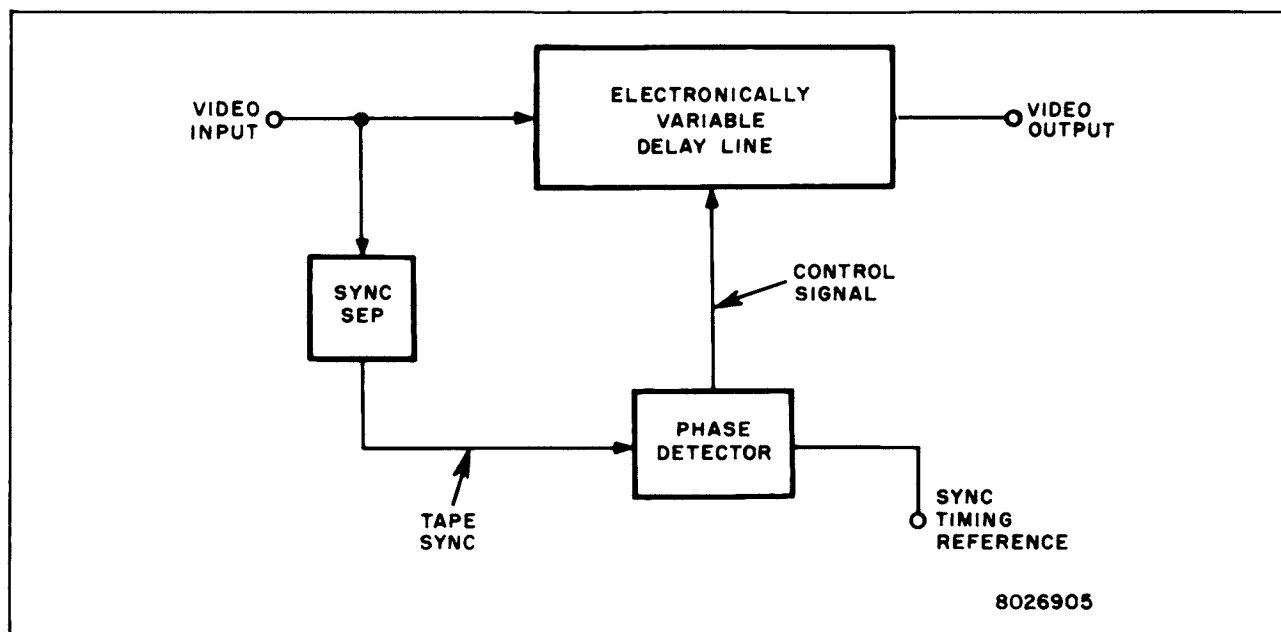 VIDEO
INPUT
ELECTRONICALLY
VARIABLE
DELAY LINE
VIDEO
OUTPUT
SYNC
SEP
CONTROL
SIGNAL
PHASE
DETECTOR
TAPE
SYNC
SYNC
TIMING
REFERENCE
8026905